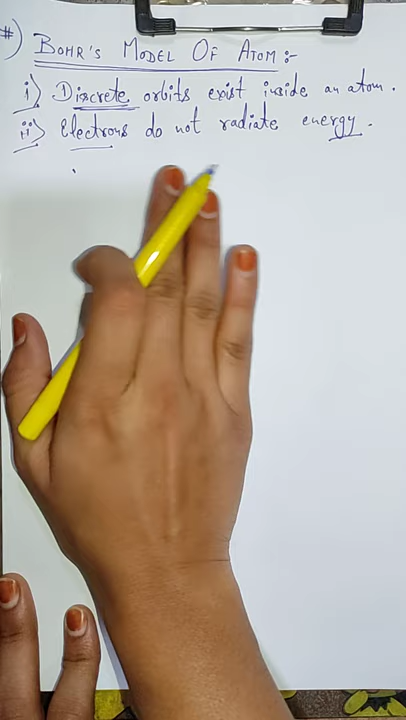 #) BOHR'S MODEL OF ATOM :-
i) Discrete orbits exist inside an atom.
ii) Electrons do not radiate energy.